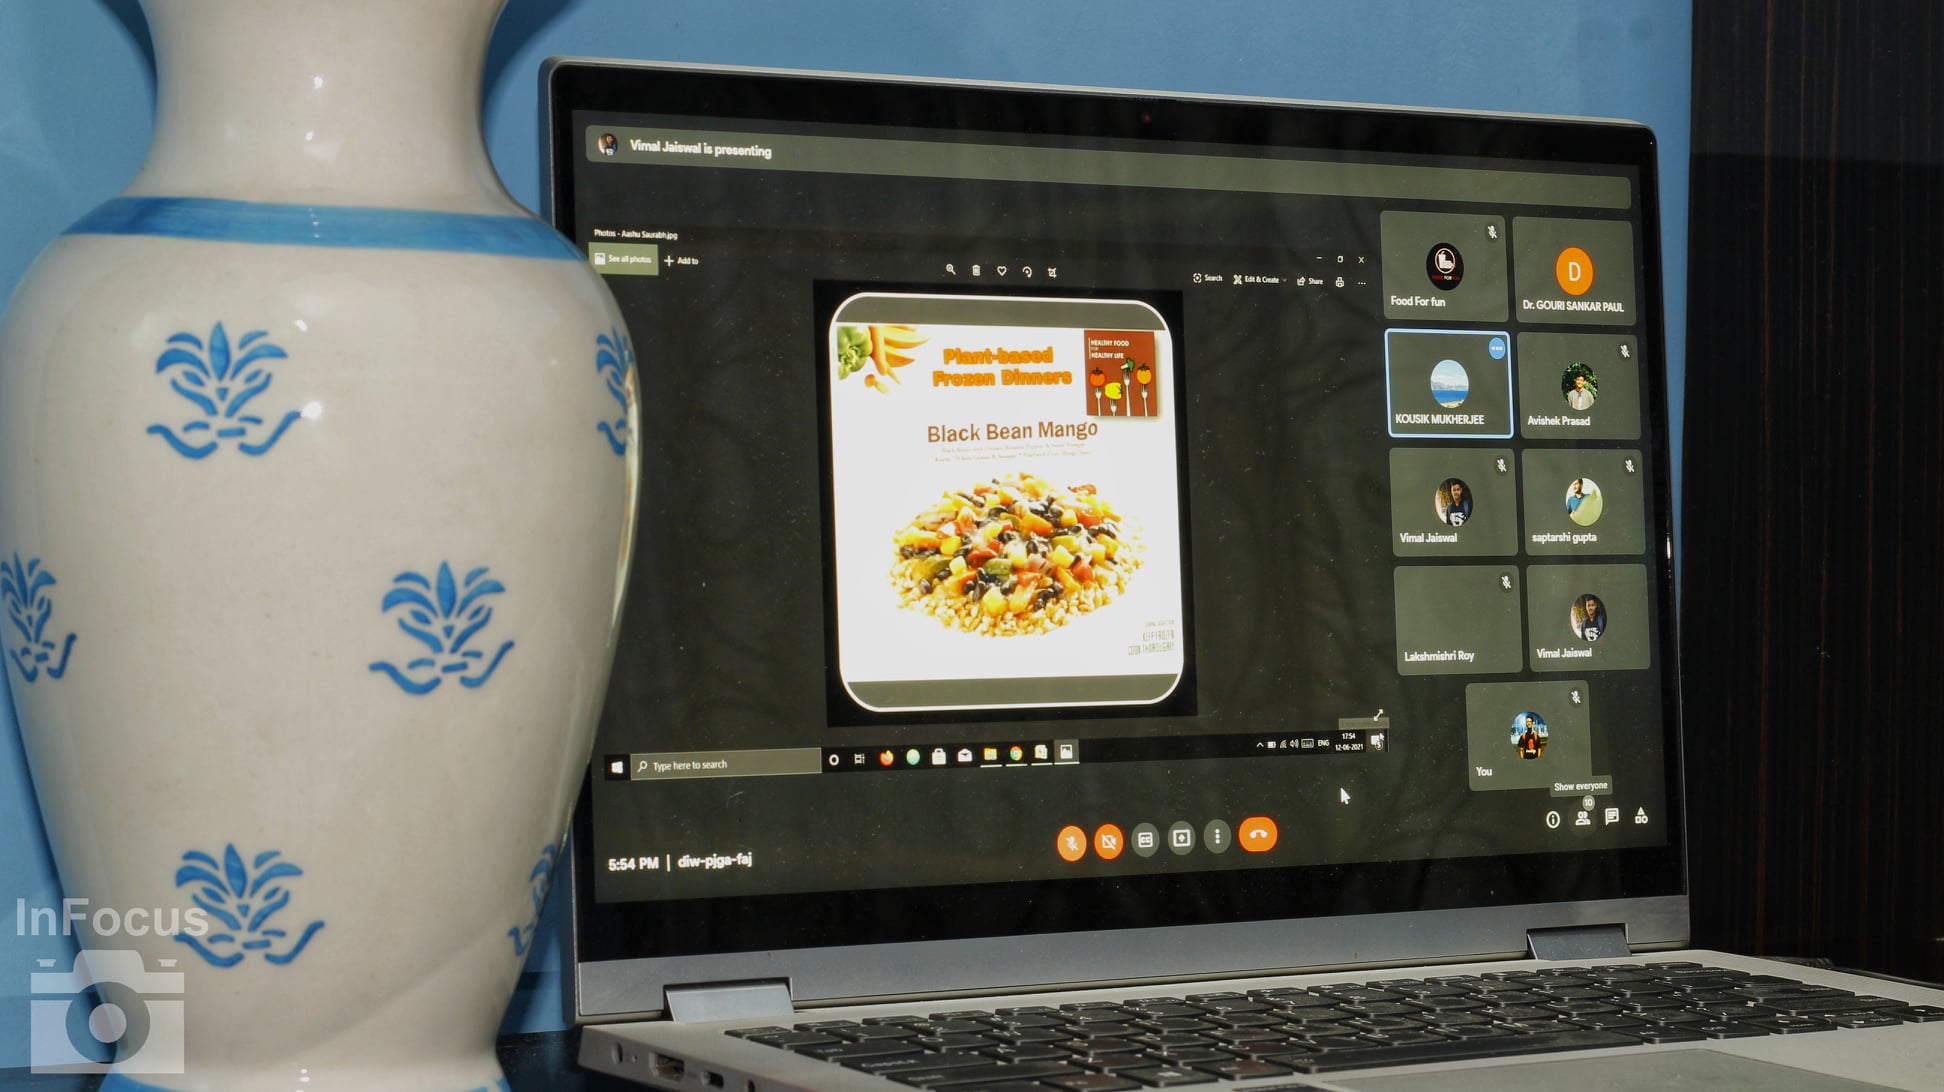 Vimal Jaiswal is presenting
Photos - Aashu Saurabh.jpg
See all photos
Add to
Search
Edit & Create
Share
Plant-based
Frozen Dinners
HEALTHY FOOD
FOR
HEALTHY LIFE
Black Bean Mango
KEEP FROZEN
COOK THOROUGHLY
Food For fun
D
Dr. GOURI SANKAR PAUL
KOUSIK MUKHERJEE
Avishek Prasad
Vimal Jaiswal
saptarshi gupta
Lakshmishri Roy
Vimal Jaiswal
You
Show everyone
10
Type here to search
ENG
17:54
12-06-2021
5:54 PM | diw-pjga-faj
InFocus